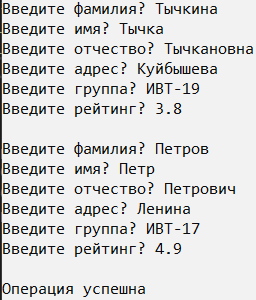 Введите фамилия? Тычкина
Введите имя? Тычка
Введите отчество? Тычкановна
Введите адрес? Куйбышева
Введите группа? ИВТ-19
Введите рейтинг? 3.8
Введите фамилия? Петров
Введите имя? Петр
Введите отчество? Петрович
Введите адрес? Ленина
Введите группа? ИВТ-17
Введите рейтинг? 4.9
Операция успешна